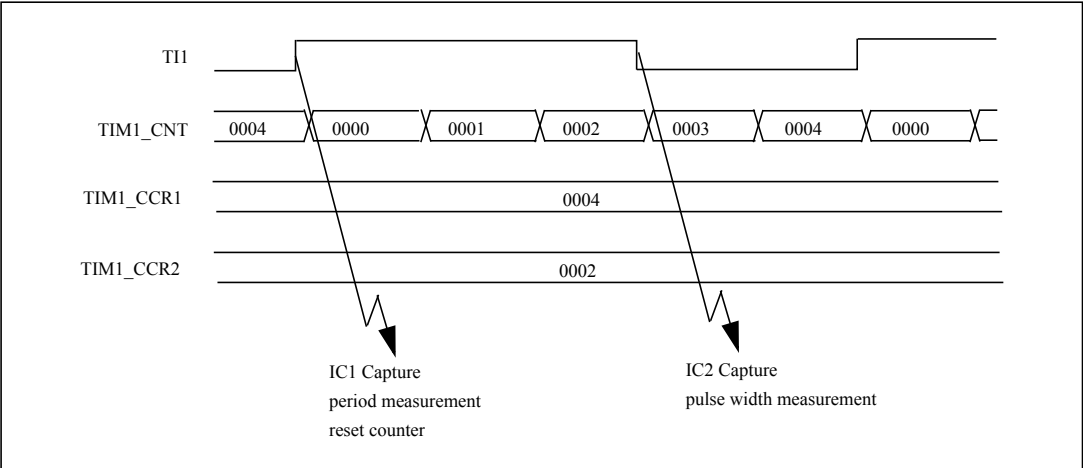 TI1
TIM1_CNT 0004 0000 0001 0002 0003 0004 0000
TIM1_CCR1 0004
TIM1_CCR2 0002
IC1 Capture
period measurement
reset counter
IC2 Capture
pulse width measurement